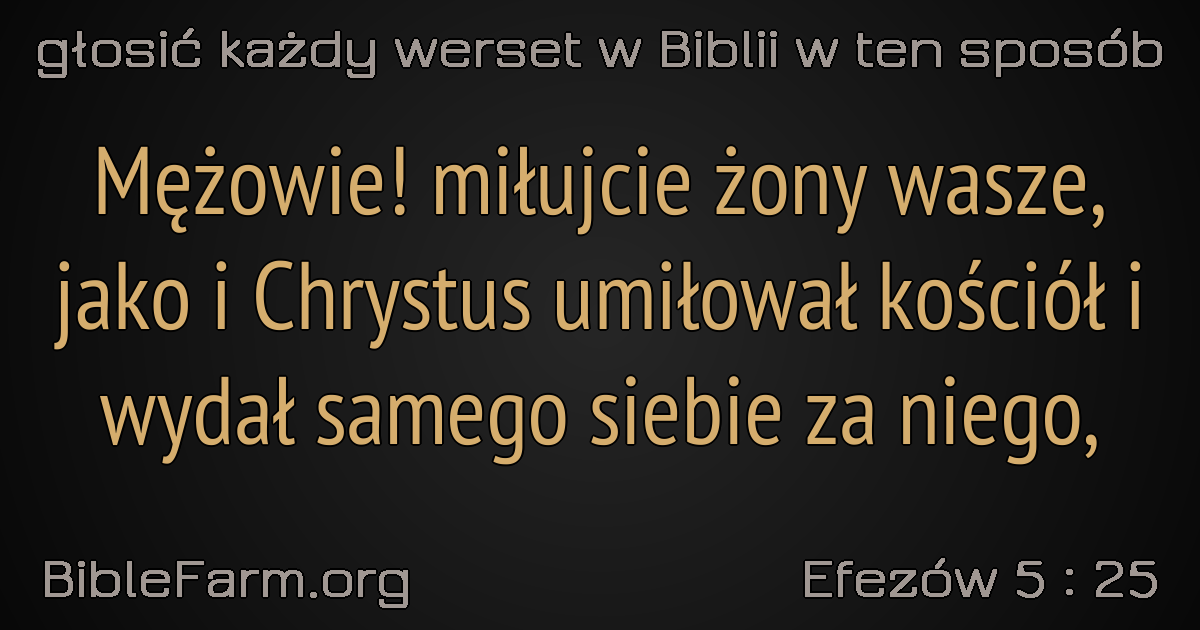 głosić każdy werset w Biblii w ten sposób
Mężowie! miłujcie żony wasze,
jako i Chrystus umiłował kościół i
wydał samego siebie za niego,
BibleFarm.org
Efezów 5 : 25